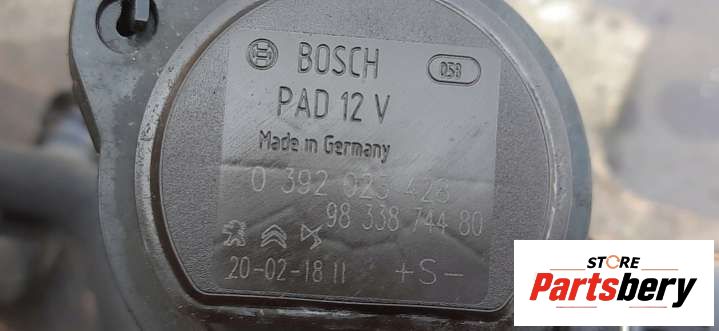 BOSCH 038
PAD 12 V
Made in Germany
0 392 023 428
98 338 744 80
20-02-18 11 +S-
STORE
Partsbery